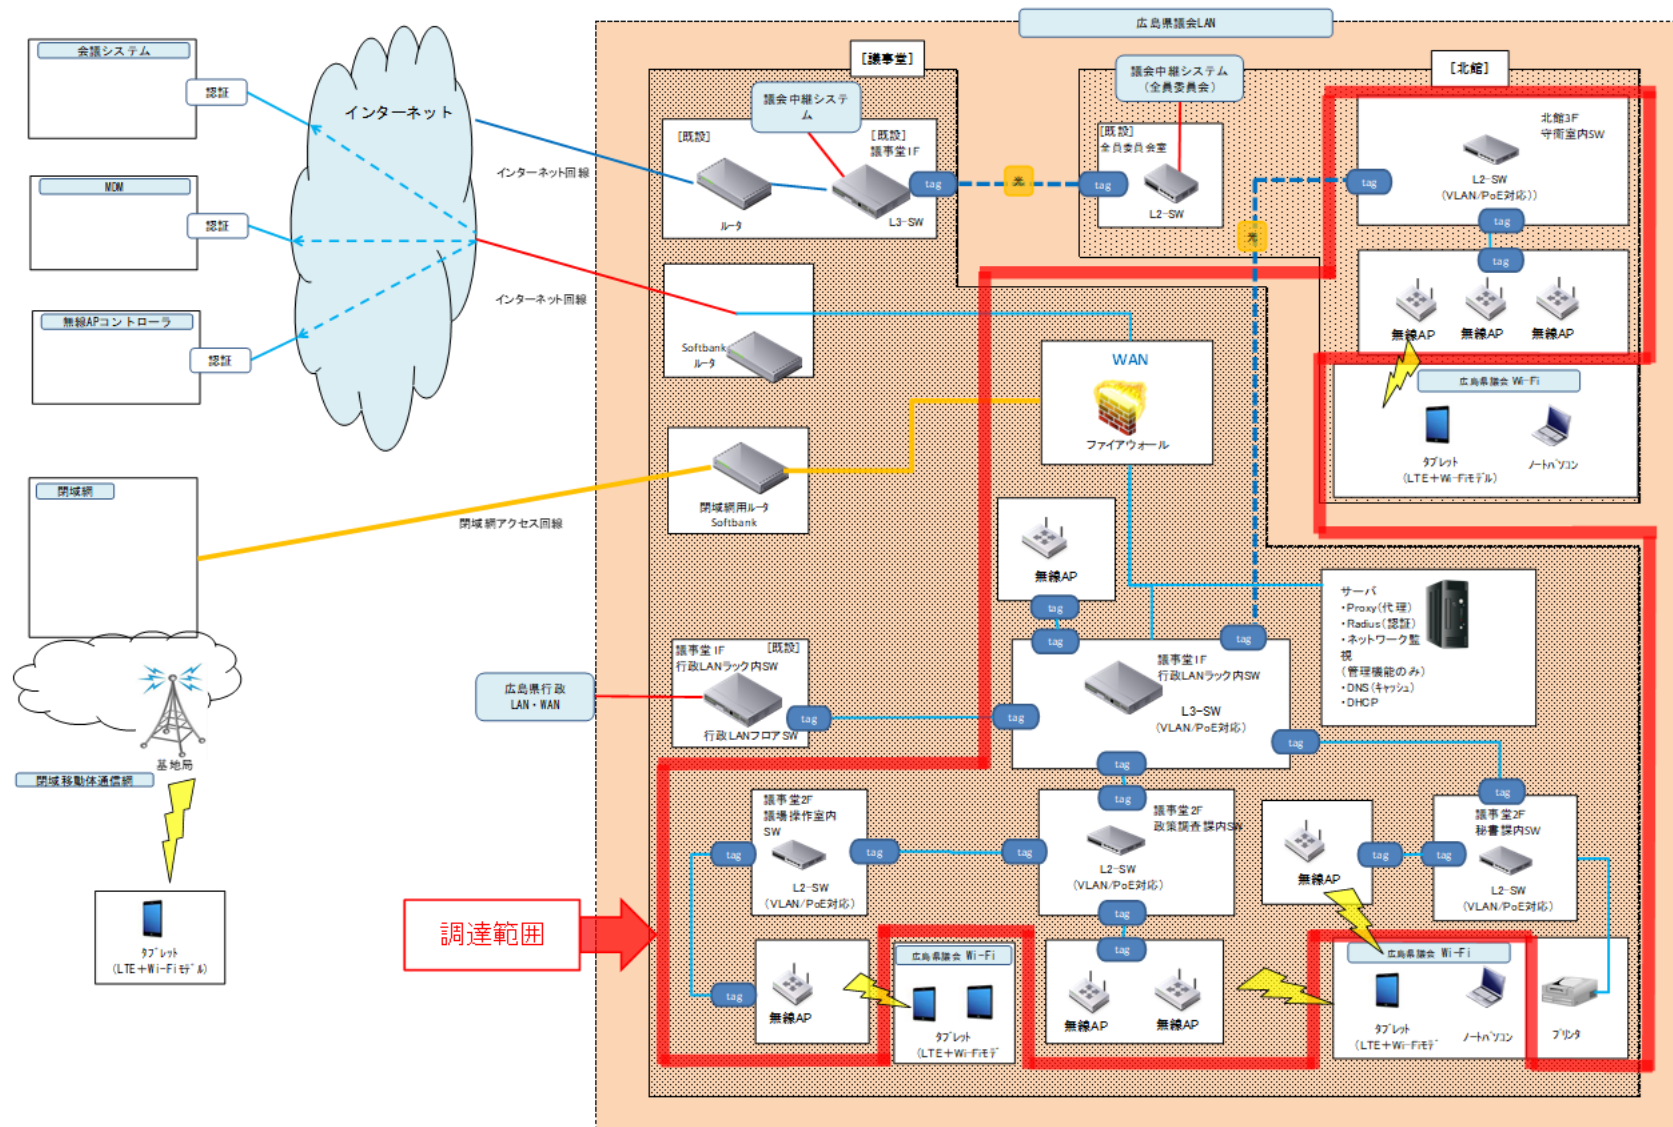 広島県議会LAN
会議システム
認証
MDM
認証
無線APコントローラ
認証
インターネット
インターネット回線
インターネット回線
閉域網
閉域網アクセス回線
基地局
閉域移動体通信網
タブレット
(LTE+Wi-Fiモデル)
広島県行政
LAN・WAN
調達範囲
[議事堂]
議会中継システ
ム
[既設]
ルータ
[既設]
議事堂1F
L3-SW
tag
光
tag
議会中継システム
(全員委員会)
[既設]
全員委員会室
L2-SW
[北館]
北館3F
守衛室内SW
L2-SW
(VLAN/PoE対応))
tag
光
tag
tag
無線AP
無線AP
無線AP
広島県議会 Wi-Fi
タブレット
(LTE+Wi-Fiモデル)
ノートパソコン
Softbank
ルータ
WAN
ファイアウォール
閉域網用ルータ
Softbank
無線AP
tag
tag
tag
議事堂1F
行政LANラック内SW
[既設]
行政LANフロアSW
tag
tag
議事堂1F
行政LANラック内SW
L3-SW
(VLAN/PoE対応)
tag
tag
サーバ
・Proxy(代理)
・Radius(認証)
・ネットワーク監
視
(管理機能のみ)
・DNS(キャッシュ)
・DHCP
議事堂2F
議場操作室内
SW
L2-SW
(VLAN/PoE対応)
tag
tag
tag
tag
議事堂2F
政策調査課内SW
L2-SW
(VLAN/PoE対応)
tag
tag
tag
議事堂2F
秘書課内SW
L2-SW
(VLAN/PoE対応)
tag
tag
tag
無線AP
無線AP
広島県議会 Wi-Fi
タブレット
(LTE+Wi-Fiモデ
無線AP
無線AP
広島県議会 Wi-Fi
タブレット
(LTE+Wi-Fiモデ
ノートパソコン
プリンタ